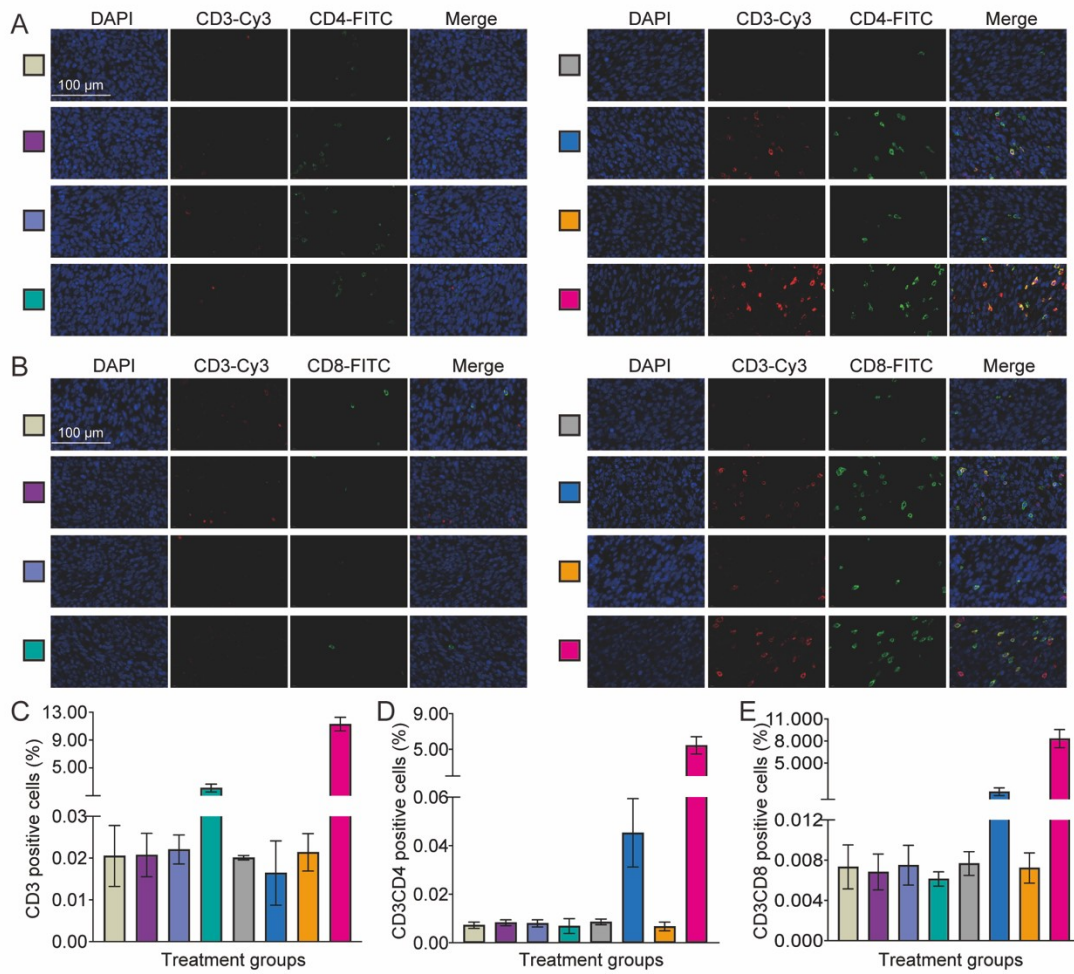 A
DAPI CD3-Cy3 CD4-FITC Merge DAPI CD3-Cy3 CD4-FITC Merge
100 μm
B
DAPI CD3-Cy3 CD8-FITC Merge DAPI CD3-Cy3 CD8-FITC Merge
100 μm
C
CD3 positive cells (%)
13.00
9.00
5.00
0.03
0.02
0.01
0.00
Treatment groups
D
CD3CD4 positive cells (%)
9.00
5.00
0.06
0.04
0.02
0.00
Treatment groups
E
CD3CD8 positive cells (%)
11.000
8.000
5.000
0.012
0.008
0.004
0.000
Treatment groups